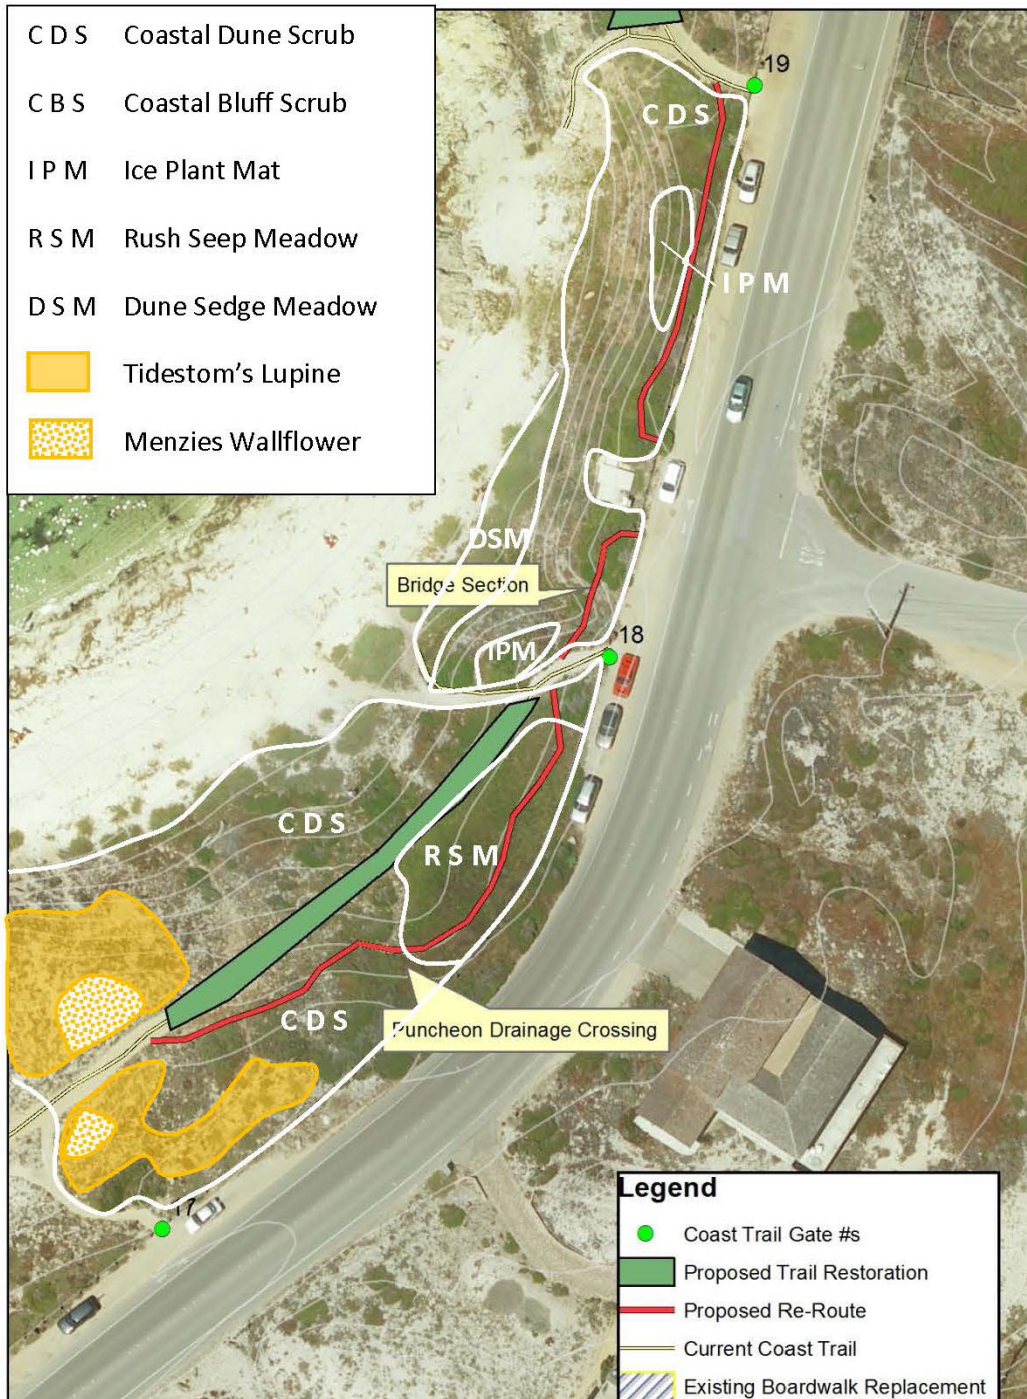 C D S Coastal Dune Scrub
C B S Coastal Bluff Scrub
I P M Ice Plant Mat
R S M Rush Seep Meadow
D S M Dune Sedge Meadow
Tidestom's Lupine
Menzies Wallflower
19
C D S
I P M
DSM
Bridge Section
18
IPM
C D S
R S M
C D S
Puncheon Drainage Crossing
17
Legend
Coast Trail Gate #s
Proposed Trail Restoration
Proposed Re-Route
Current Coast Trail
Existing Boardwalk Replacement